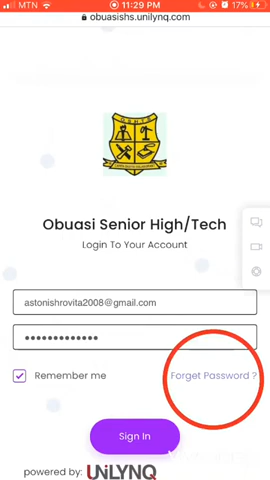 MTN
11:29 PM
17%
obuasishs.unilynq.com
Obuasi Senior High/Tech
Login To Your Account
astonishrovita2008@gmail.com
•••••••••••••
Remember me
Forget Password ?
Sign In
powered by: UNiLYNQ